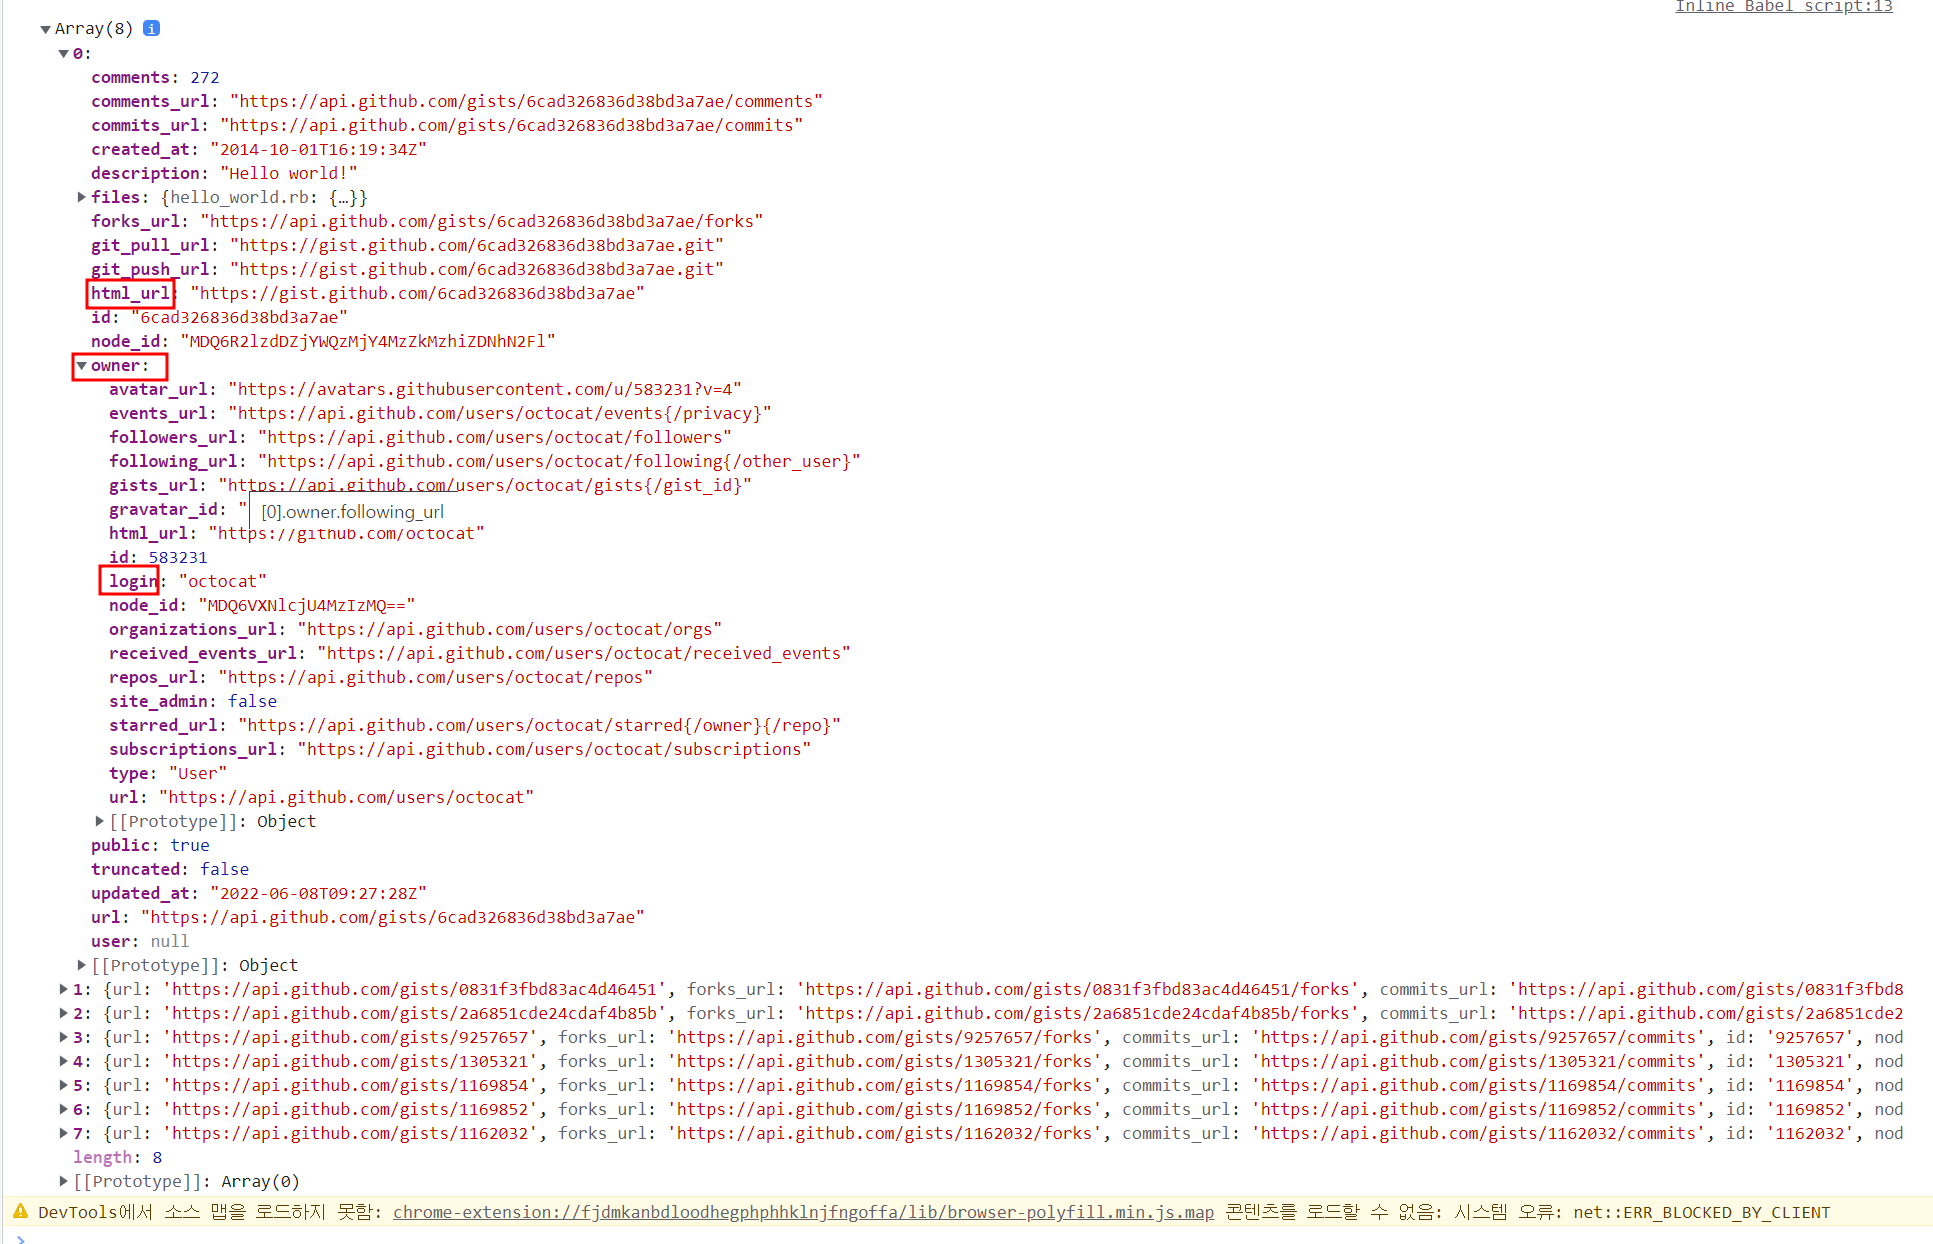 Inline Babel script:13
▼Array(8) i
▼0:
comments: 272
comments_url: "https://api.github.com/gists/6cad326836d38bd3a7ae/comments"
commits_url: "https://api.github.com/gists/6cad326836d38bd3a7ae/commits"
created_at: "2014-10-01T16:19:34Z"
description: "Hello world!"
▶files: {hello_world.rb: {…}}
forks_url: "https://api.github.com/gists/6cad326836d38bd3a7ae/forks"
git_pull_url: "https://gist.github.com/6cad326836d38bd3a7ae.git"
git_push_url: "https://gist.github.com/6cad326836d38bd3a7ae.git"
html_url: "https://gist.github.com/6cad326836d38bd3a7ae"
id: "6cad326836d38bd3a7ae"
node_id: "MDQ6R2lzdDZjYWQzMjY4MzZkMzhiZDNhN2Fl"
▼owner:
avatar_url: "https://avatars.githubusercontent.com/u/583231?v=4"
events_url: "https://api.github.com/users/octocat/events{/privacy}"
followers_url: "https://api.github.com/users/octocat/followers"
following_url: "https://api.github.com/users/octocat/following{/other_user}"
gists_url: "https://api.github.com/users/octocat/gists{/gist_id}"
gravatar_id: "
[0].owner.following_url
html_url: "https://github.com/octocat"
id: 583231
login: "octocat"
node_id: "MDQ6VXNlcjU4MzIzMQ=="
organizations_url: "https://api.github.com/users/octocat/orgs"
received_events_url: "https://api.github.com/users/octocat/received_events"
repos_url: "https://api.github.com/users/octocat/repos"
site_admin: false
starred_url: "https://api.github.com/users/octocat/starred{/owner}{/repo}"
subscriptions_url: "https://api.github.com/users/octocat/subscriptions"
type: "User"
url: "https://api.github.com/users/octocat"
▶[[Prototype]]: Object
public: true
truncated: false
updated_at: "2022-06-08T09:27:28Z"
url: "https://api.github.com/gists/6cad326836d38bd3a7ae"
user: null
▶[[Prototype]]: Object
▶1: {url: 'https://api.github.com/gists/0831f3fbd83ac4d46451', forks_url: 'https://api.github.com/gists/0831f3fbd83ac4d46451/forks', commits_url: 'https://api.github.com/gists/0831f3fbd8
▶2: {url: 'https://api.github.com/gists/2a6851cde24cdaf4b85b', forks_url: 'https://api.github.com/gists/2a6851cde24cdaf4b85b/forks', commits_url: 'https://api.github.com/gists/2a6851cde2
▶3: {url: 'https://api.github.com/gists/9257657', forks_url: 'https://api.github.com/gists/9257657/forks', commits_url: 'https://api.github.com/gists/9257657/commits', id: '9257657', nod
▶4: {url: 'https://api.github.com/gists/1305321', forks_url: 'https://api.github.com/gists/1305321/forks', commits_url: 'https://api.github.com/gists/1305321/commits', id: '1305321', nod
▶5: {url: 'https://api.github.com/gists/1169854', forks_url: 'https://api.github.com/gists/1169854/forks', commits_url: 'https://api.github.com/gists/1169854/commits', id: '1169854', nod
▶6: {url: 'https://api.github.com/gists/1169852', forks_url: 'https://api.github.com/gists/1169852/forks', commits_url: 'https://api.github.com/gists/1169852/commits', id: '1169852', nod
▶7: {url: 'https://api.github.com/gists/1162032', forks_url: 'https://api.github.com/gists/1162032/forks', commits_url: 'https://api.github.com/gists/1162032/commits', id: '1162032', nod
length: 8
▶[[Prototype]]: Array(0)
DevTools에서 소스 맵을 로드하지 못함: chrome-extension://fjdmkanbdloodhegphphhklnjfngoffa/lib/browser-polyfill.min.js.map 콘텐츠를 로드할 수 없음: 시스템 오류: net::ERR_BLOCKED_BY_CLIENT